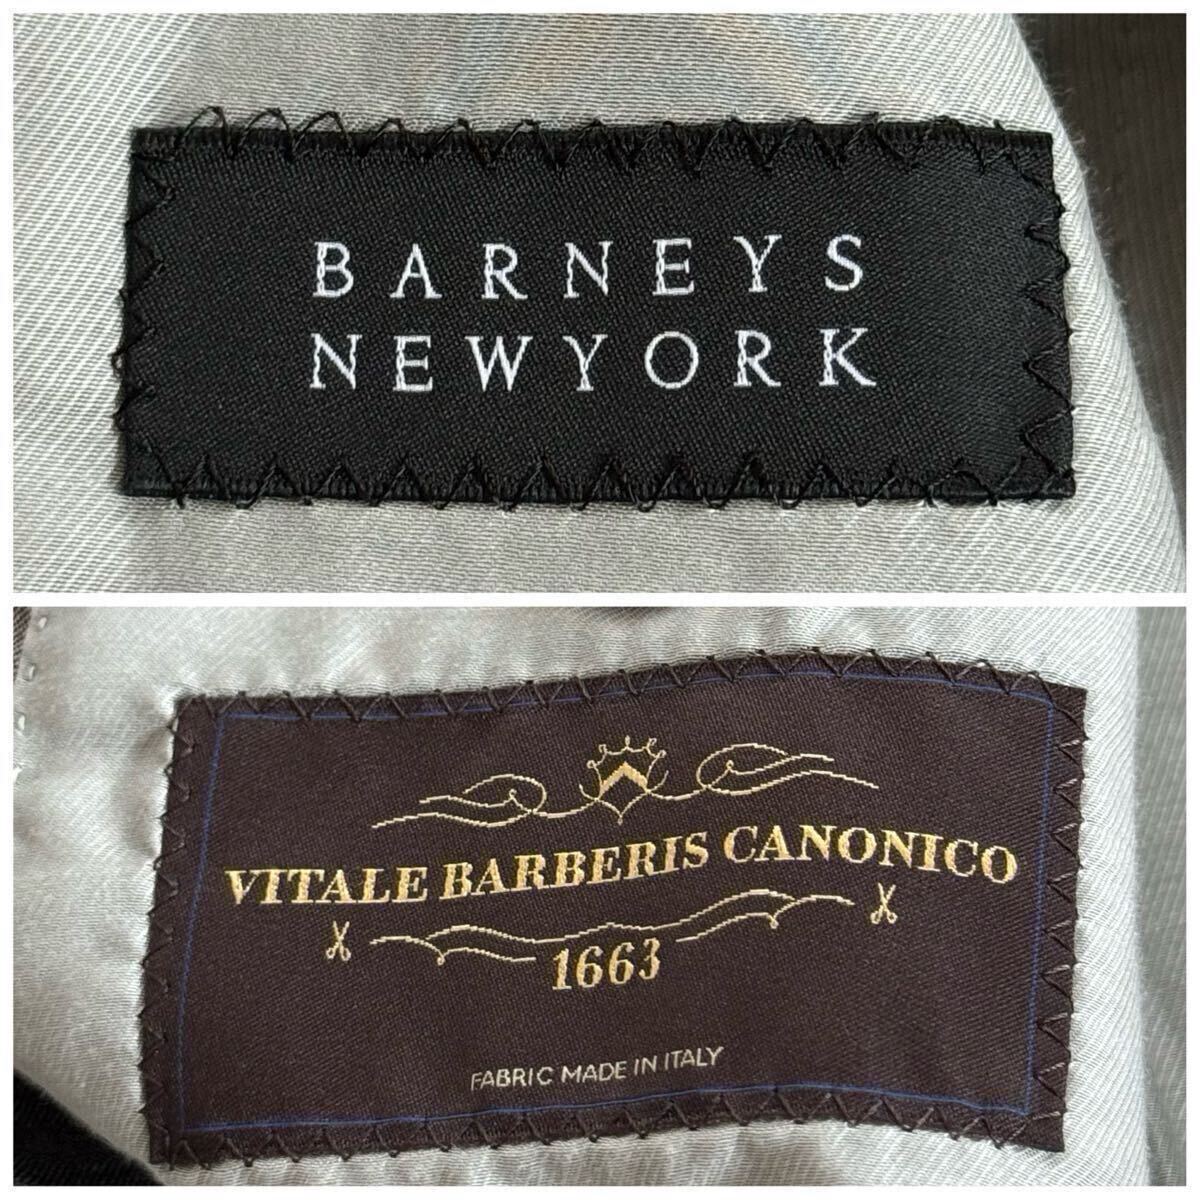 BARNEYS
NEWYORK
VITALE BARBERIS CANONICO
1663
FABRIC MADE IN ITALY